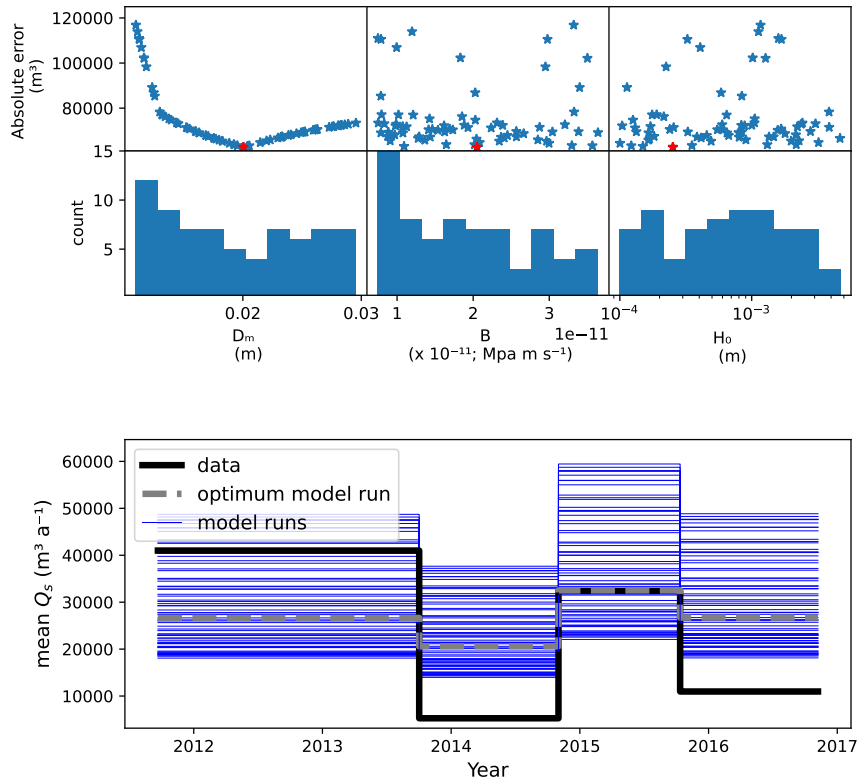 120000
100000
80000
Absolute error
(m³)
15
10
5
count
0.02
0.03
Dₘ
(m)
1
2
3
1e−11
B
(x 10⁻¹¹; Mpa m s⁻¹)
10⁻⁴
10⁻³
H₀
(m)
60000
50000
40000
30000
20000
10000
mean Qₛ (m³ a⁻¹)
data
optimum model run
model runs
2012
2013
2014
2015
2016
2017
Year